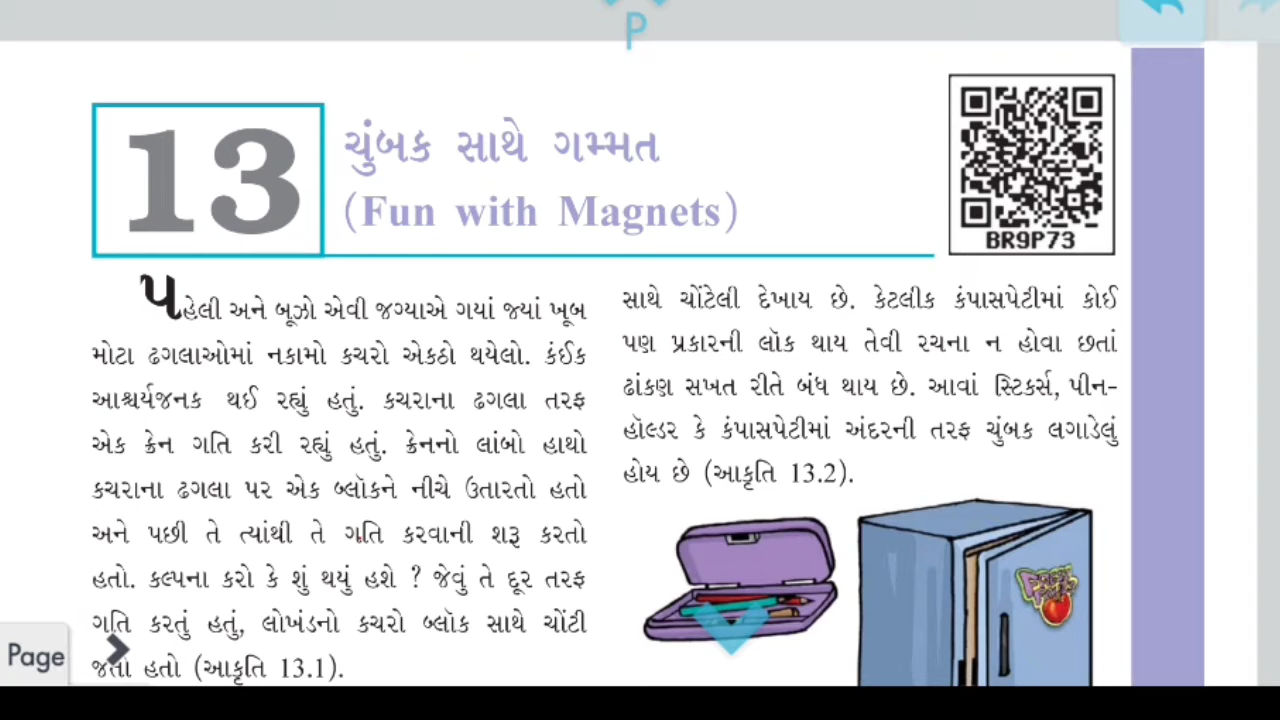 P
13
ચુંબક સાથે ગમ્મત
(Fun with Magnets)
BR9P73
પહેલી અને બૂઝો એવી જગ્યાએ ગયાં જ્યાં ખૂબ
મોટા ઢગલાઓમાં નકામો કચરો એકઠો થયેલો. કંઈક
આશ્ચર્યજનક થઈ રહ્યું હતું. કચરાના ઢગલા તરફ
એક ક્રેન ગતિ કરી રહ્યું હતું. ક્રેનનો લાંબો હાથો
કચરાના ઢગલા પર એક બ્લૉકને નીચે ઉતારતો હતો
અને પછી તે ત્યાંથી તે ગતિ કરવાની શરૂ કરતો
હતો. કલ્પના કરો કે શું થયું હશે ? જેવું તે દૂર તરફ
ગતિ કરતું હતું, લોખંડનો કચરો બ્લૉક સાથે ચોંટી
જતો હતો (આકૃતિ 13.1).
સાથે ચોંટેલી દેખાય છે. કેટલીક કંપાસપેટીમાં કોઈ
પણ પ્રકારની લૉક થાય તેવી રચના ન હોવા છતાં
ઢાંકણ સખત રીતે બંધ થાય છે. આવાં સ્ટિકર્સ, પીન-
હૉલ્ડર કે કંપાસપેટીમાં અંદરની તરફ ચુંબક લગાડેલું
હોય છે (આકૃતિ 13.2).
Page